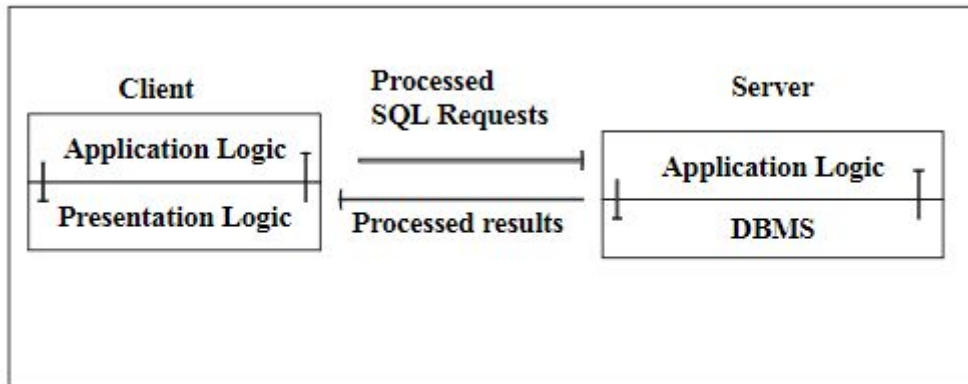 Client
Processed
SQL Requests
Server
Application Logic
Presentation Logic
Processed results
Application Logic
DBMS